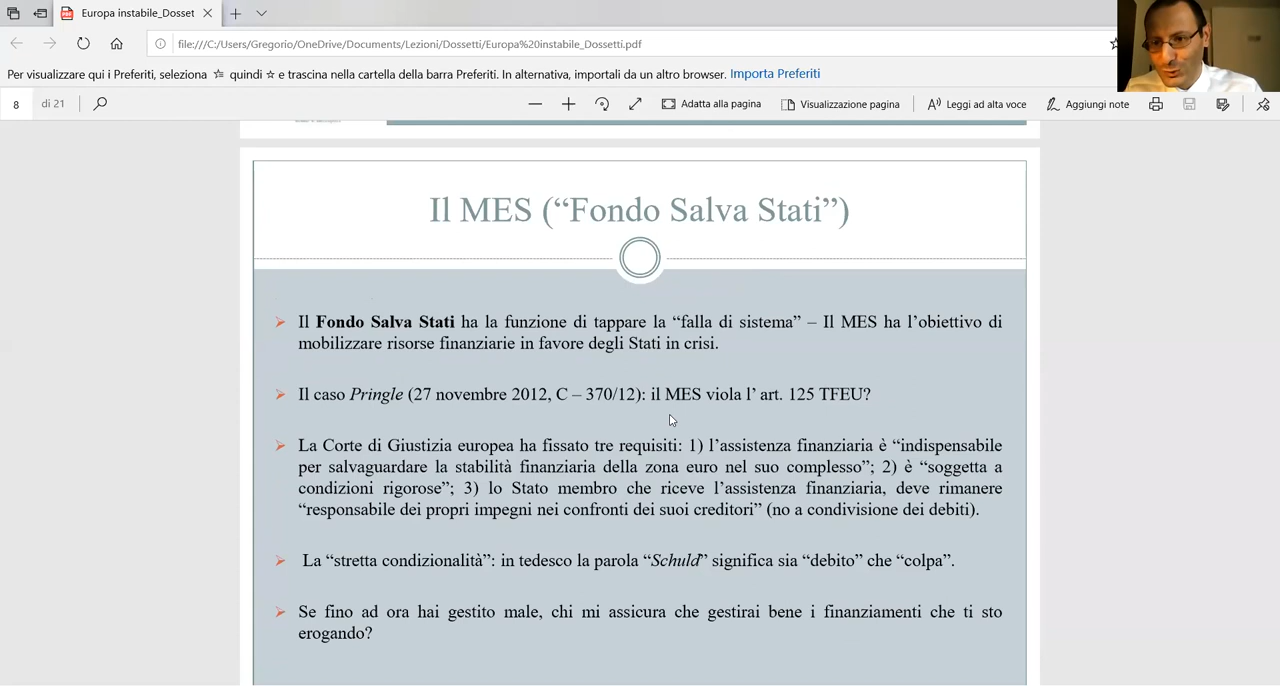 Europa instabile_Dosset
file:///C:/Users/Gregorio/OneDrive/Documents/Lezioni/Dossetti/Europa%20instabile_Dossetti.pdf
Per visualizzare qui i Preferiti, seleziona quindi ☆ e trascina nella cartella della barra Preferiti. In alternativa, importali da un altro browser. Importa Preferiti
8 di 21 Adatta alla pagina Visualizzazione pagina Leggi ad alta voce Aggiungi note
Il MES (“Fondo Salva Stati”)
Il Fondo Salva Stati ha la funzione di tappare la “falla di sistema” – Il MES ha l’obiettivo di
mobilizzare risorse finanziarie in favore degli Stati in crisi.
Il caso Pringle (27 novembre 2012, C – 370/12): il MES viola l’ art. 125 TFEU?
La Corte di Giustizia europea ha fissato tre requisiti: 1) l’assistenza finanziaria è “indispensabile
per salvaguardare la stabilità finanziaria della zona euro nel suo complesso”; 2) è “soggetta a
condizioni rigorose”; 3) lo Stato membro che riceve l’assistenza finanziaria, deve rimanere
“responsabile dei propri impegni nei confronti dei suoi creditori” (no a condivisione dei debiti).
La “stretta condizionalità”: in tedesco la parola “Schuld” significa sia “debito” che “colpa”.
Se fino ad ora hai gestito male, chi mi assicura che gestirai bene i finanziamenti che ti sto
erogando?